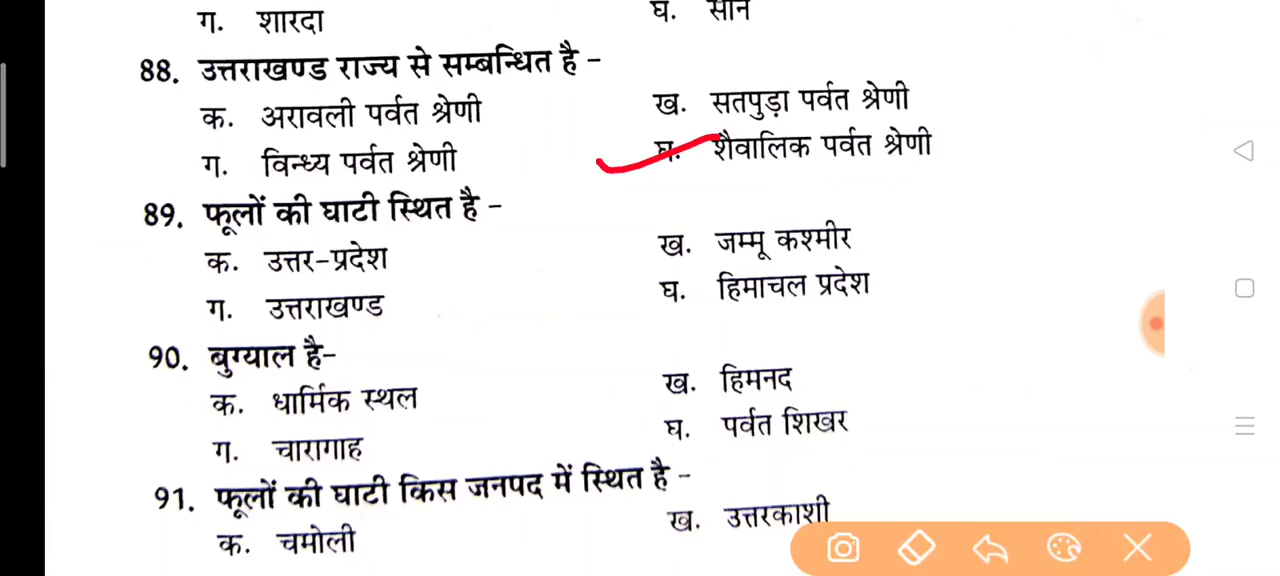 ग. शारदा घ. सोन
88. उत्तराखण्ड राज्य से सम्बन्धित है –
क. अरावली पर्वत श्रेणी ख. सतपुड़ा पर्वत श्रेणी
ग. विन्ध्य पर्वत श्रेणी घ. शैवालिक पर्वत श्रेणी
89. फूलों की घाटी स्थित है –
क. उत्तर-प्रदेश ख. जम्मू कश्मीर
ग. उत्तराखण्ड घ. हिमाचल प्रदेश
90. बुग्याल है–
क. धार्मिक स्थल ख. हिमनद
ग. चारागाह घ. पर्वत शिखर
91. फूलों की घाटी किस जनपद में स्थित है –
क. चमोली ख. उत्तरकाशी